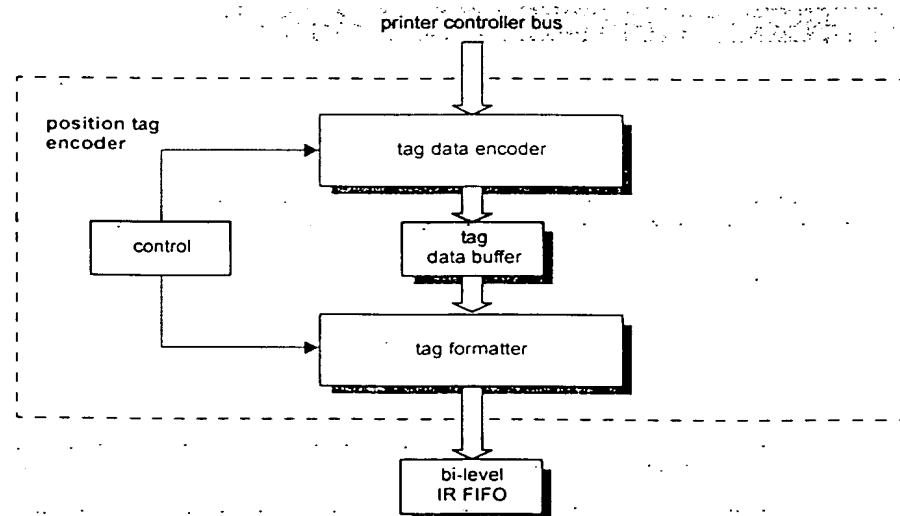 printer controller bus
position tag
encoder
tag data encoder
control
tag
data buffer
tag formatter
bi-level
IR FIFO